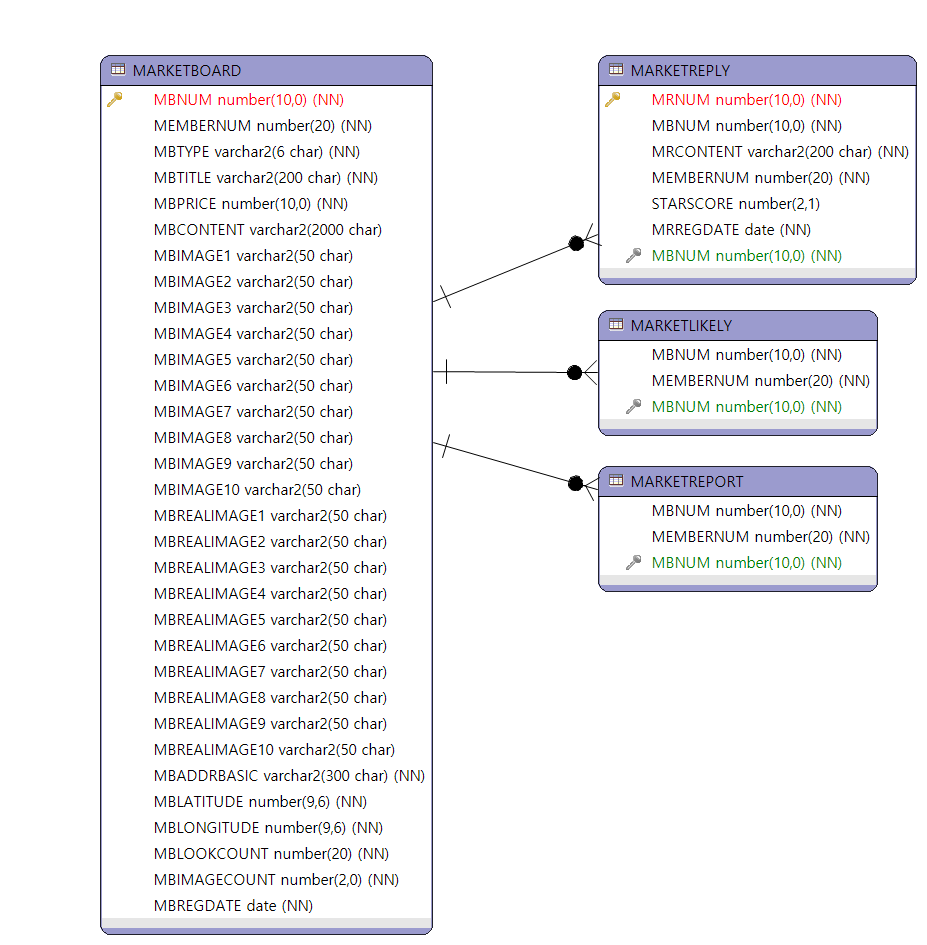 MARKETBOARD
MBNUM number(10,0) (NN)
MEMBERNUM number(20) (NN)
MBTYPE varchar2(6 char) (NN)
MBTITLE varchar2(200 char) (NN)
MBPRICE number(10,0) (NN)
MBCONTENT varchar2(2000 char)
MBIMAGE1 varchar2(50 char)
MBIMAGE2 varchar2(50 char)
MBIMAGE3 varchar2(50 char)
MBIMAGE4 varchar2(50 char)
MBIMAGE5 varchar2(50 char)
MBIMAGE6 varchar2(50 char)
MBIMAGE7 varchar2(50 char)
MBIMAGE8 varchar2(50 char)
MBIMAGE9 varchar2(50 char)
MBIMAGE10 varchar2(50 char)
MBREALIMAGE1 varchar2(50 char)
MBREALIMAGE2 varchar2(50 char)
MBREALIMAGE3 varchar2(50 char)
MBREALIMAGE4 varchar2(50 char)
MBREALIMAGE5 varchar2(50 char)
MBREALIMAGE6 varchar2(50 char)
MBREALIMAGE7 varchar2(50 char)
MBREALIMAGE8 varchar2(50 char)
MBREALIMAGE9 varchar2(50 char)
MBREALIMAGE10 varchar2(50 char)
MBADDRBASIC varchar2(300 char) (NN)
MBLATITUDE number(9,6) (NN)
MBLONGITUDE number(9,6) (NN)
MBLOOKCOUNT number(20) (NN)
MBIMAGECOUNT number(2,0) (NN)
MBREGDATE date (NN)
MARKETREPLY
MRNUM number(10,0) (NN)
MBNUM number(10,0) (NN)
MRCONTENT varchar2(200 char) (NN)
MEMBERNUM number(20) (NN)
STARSCORE number(2,1)
MRREGDATE date (NN)
MBNUM number(10,0) (NN)
MARKETLIKELY
MBNUM number(10,0) (NN)
MEMBERNUM number(20) (NN)
MBNUM number(10,0) (NN)
MARKETREPORT
MBNUM number(10,0) (NN)
MEMBERNUM number(20) (NN)
MBNUM number(10,0) (NN)